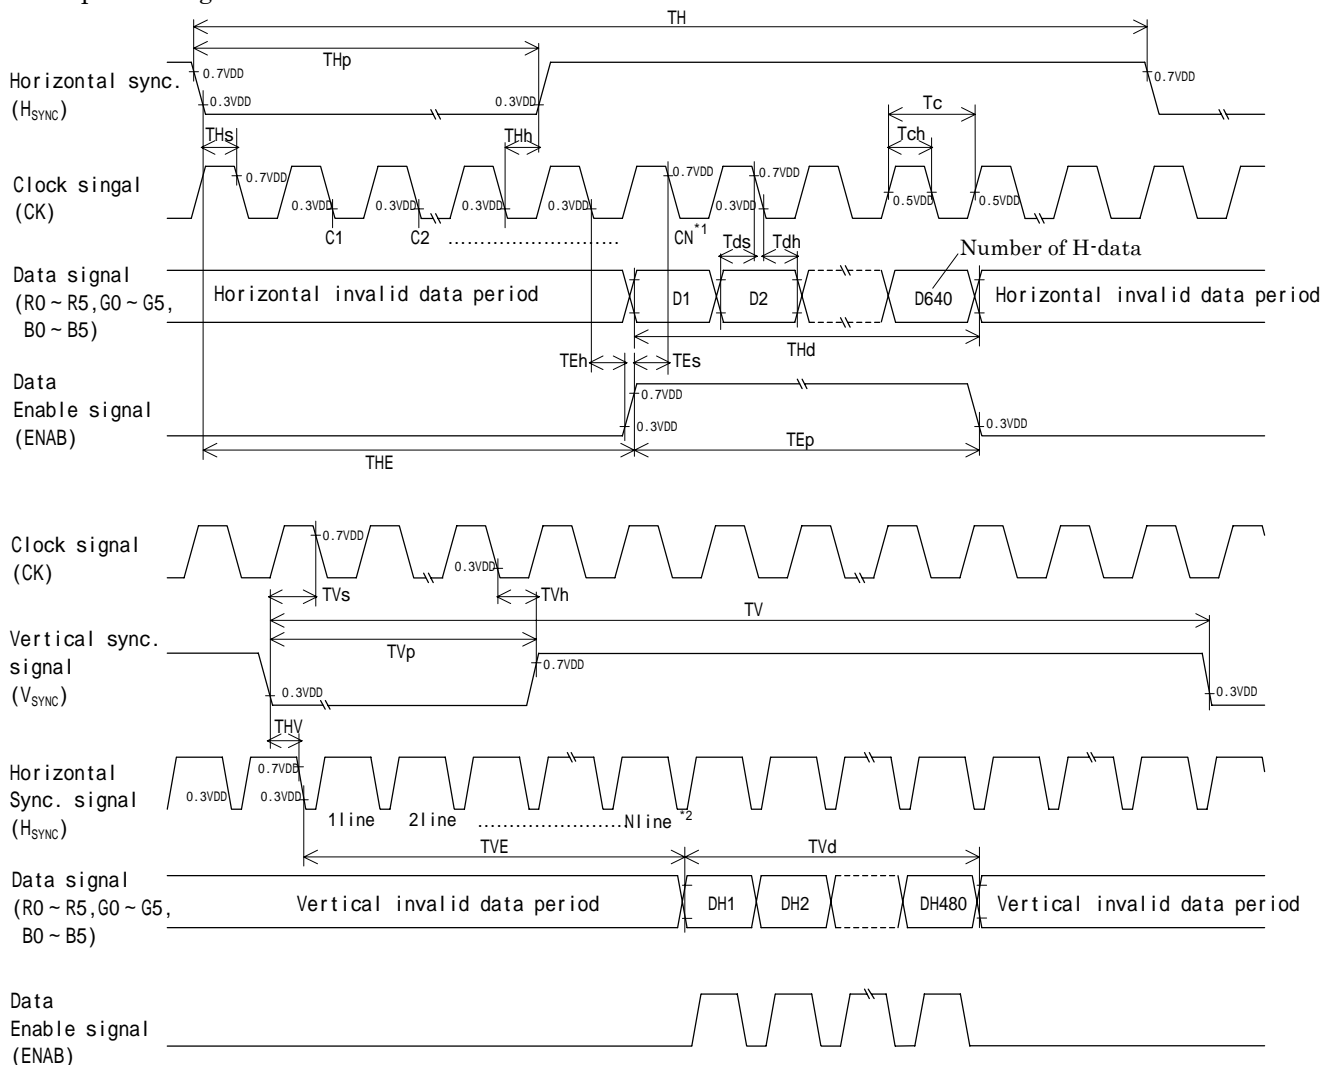 TH
THp
Horizontal sync.
(HSYNC)
0.7VDD
0.3VDD
0.3VDD
0.7VDD
Tc
THs
THh
Tch
Clock singal
(CK)
0.7VDD
0.3VDD
0.3VDD
0.3VDD
0.3VDD
0.7VDD
0.7VDD
0.3VDD
0.5VDD
0.5VDD
C1
C2
CN*1
Tds
Tdh
Number of H-data
Data signal
(R0 ~ R5,G0 ~ G5,
B0 ~ B5)
Horizontal invalid data period
D1
D2
D640
Horizontal invalid data period
THd
TEh
TEs
Data
Enable signal
(ENAB)
0.7VDD
0.3VDD
0.3VDD
THE
TEp
Clock signal
(CK)
0.7VDD
0.3VDD
TVs
TVh
TV
Vertical sync.
signal
(VSYNC)
TVp
0.7VDD
0.3VDD
0.3VDD
THV
Horizontal
Sync. signal
(HSYNC)
0.7VDD
0.3VDD
0.3VDD
1line
2line
Nline *2
TVE
TVd
Data signal
(R0 ~ R5,G0 ~ G5,
B0 ~ B5)
Vertical invalid data period
DH1
DH2
DH480
Vertical invalid data period
Data
Enable signal
(ENAB)